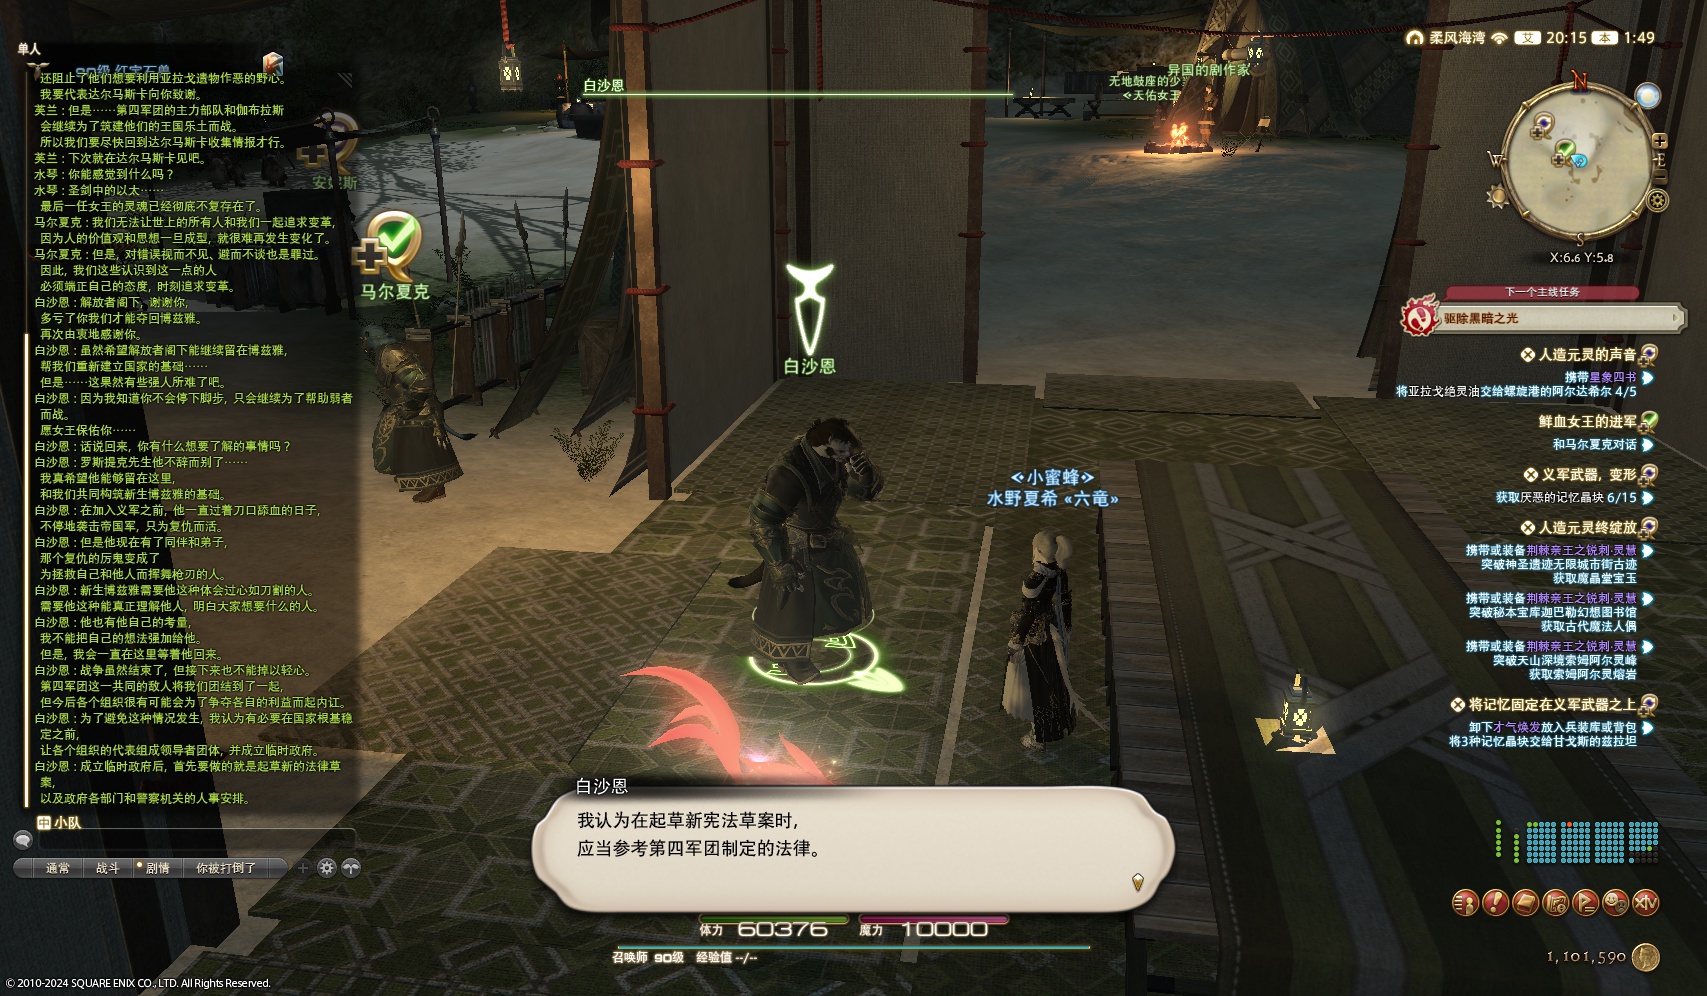 单人
90级 红宝石兽
还阻止了他们想要利用亚拉戈遗物作恶的野心。
我要代表达尔马斯卡向你致谢。
芙兰：但是……第四军团的主力部队和伽布拉斯
会继续为了筑建他们的王国乐土而战。
所以我们要尽快回到达尔马斯卡收集情报才行。
芙兰：下次就在达尔马斯卡见吧。
水琴：你能感觉到什么吗？
水琴：圣剑中的以太……
最后一任女王的灵魂已经彻底不复存在了。
马尔夏克：我们无法让世上的所有人和我们一起追求变革，
因为人的价值观和思想一旦成型，就很难再发生变化了。
马尔夏克：但是，对错误视而不见、避而不谈也是罪过。
因此，我们这些认识到这一点的人
必须端正自己的态度，时刻追求变革。
白沙恩：解放者阁下，谢谢你，
多亏了你我们才能夺回博兹雅。
再次由衷地感谢你。
白沙恩：虽然希望解放者阁下能继续留在博兹雅，
帮我们重新建立国家的基础……
但是……这果然有些强人所难了吧。
白沙恩：因为我知道你不会停下脚步，只会继续为了帮助弱者
而战。
愿女王保佑你……
白沙恩：话说回来，你有什么想要了解的事情吗？
白沙恩：罗斯提克先生他不辞而别了……
我真希望他能够留在这里，
和我们共同构筑新生博兹雅的基础。
白沙恩：在加入义军之前，他一直过着刀口舔血的日子，
不停地袭击帝国军，只为复仇而活。
白沙恩：但是他现在有了同伴和弟子，
那个复仇的厉鬼变成了
为拯救自己和他人而挥舞枪刃的人。
白沙恩：新生博兹雅需要他这种体会过心如刀割的人。
需要他这种能真正理解他人，明白大家想要什么的人。
白沙恩：他也有他自己的考量，
我不能把自己的想法强加给他。
但是，我会一直在这里等着他回来。
白沙恩：战争虽然结束了，但接下来也不能掉以轻心。
第四军团这一共同的敌人将我们团结到了一起，
但今后各个组织很有可能会为了争夺各自的利益而起内讧。
白沙恩：为了避免这种情况发生，我认为有必要在国家根基稳
定之前，
让各个组织的代表组成领导者团体，并成立临时政府。
白沙恩：成立临时政府后，首先要做的就是起草新的法律草
案，
以及政府各部门和警察机关的人事安排。
小队
通常
战斗
剧情
你被打倒了
安妮斯
马尔夏克
白沙恩
白沙恩
异国的剧作家
无地鼓座的少
天佑女王
«小蜜蜂»
水野夏希 «六竜»
柔风海湾 艾 20:15 本 1:49
N
W
E
S
X:6.6 Y:5.8
下一个主线任务
驱除黑暗之光
人造元灵的声音
携带星象四书
将亚拉戈绝灵油交给螺旋港的阿尔达希尔 4/5
鲜血女王的进军
和马尔夏克对话
义军武器，变形
获取厌恶的记忆晶块 6/15
人造元灵终绽放
携带或装备荆棘亲王之锐刺·灵慧
突破神圣遗迹无限城市街古迹
获取魔晶堂宝玉
携带或装备荆棘亲王之锐刺·灵慧
突破秘本宝库迦巴勒幻想图书馆
获取古代魔法人偶
携带或装备荆棘亲王之锐刺·灵慧
突破天山深境索姆阿尔灵峰
获取索姆阿尔灵熔岩
将记忆固定在义军武器之上
卸下才气焕发放入兵装库或背包
将3种记忆晶块交给甘戈斯的兹拉坦
白沙恩
我认为在起草新宪法草案时，
应当参考第四军团制定的法律。
体力 60376 魔力 10000
召唤师 90级 经验值 --/--
1,101,590
© 2010-2024 SQUARE ENIX CO., LTD. All Rights Reserved.